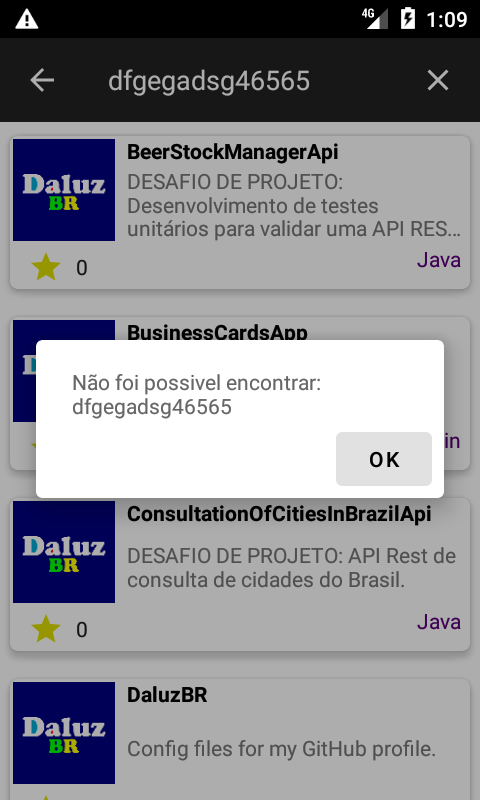 4G
1:09
dfgegadsg46565
Daluz
BR
BeerStockManagerApi
DESAFIO DE PROJETO:
Desenvolvimento de testes
unitários para validar uma API RES…
0
Java
BusinessCardsApp
Não foi possivel encontrar:
dfgegadsg46565
OK
in
Daluz
BR
ConsultationOfCitiesInBrazilApi
DESAFIO DE PROJETO: API Rest de
consulta de cidades do Brasil.
0
Java
Daluz
BR
DaluzBR
Config files for my GitHub profile.